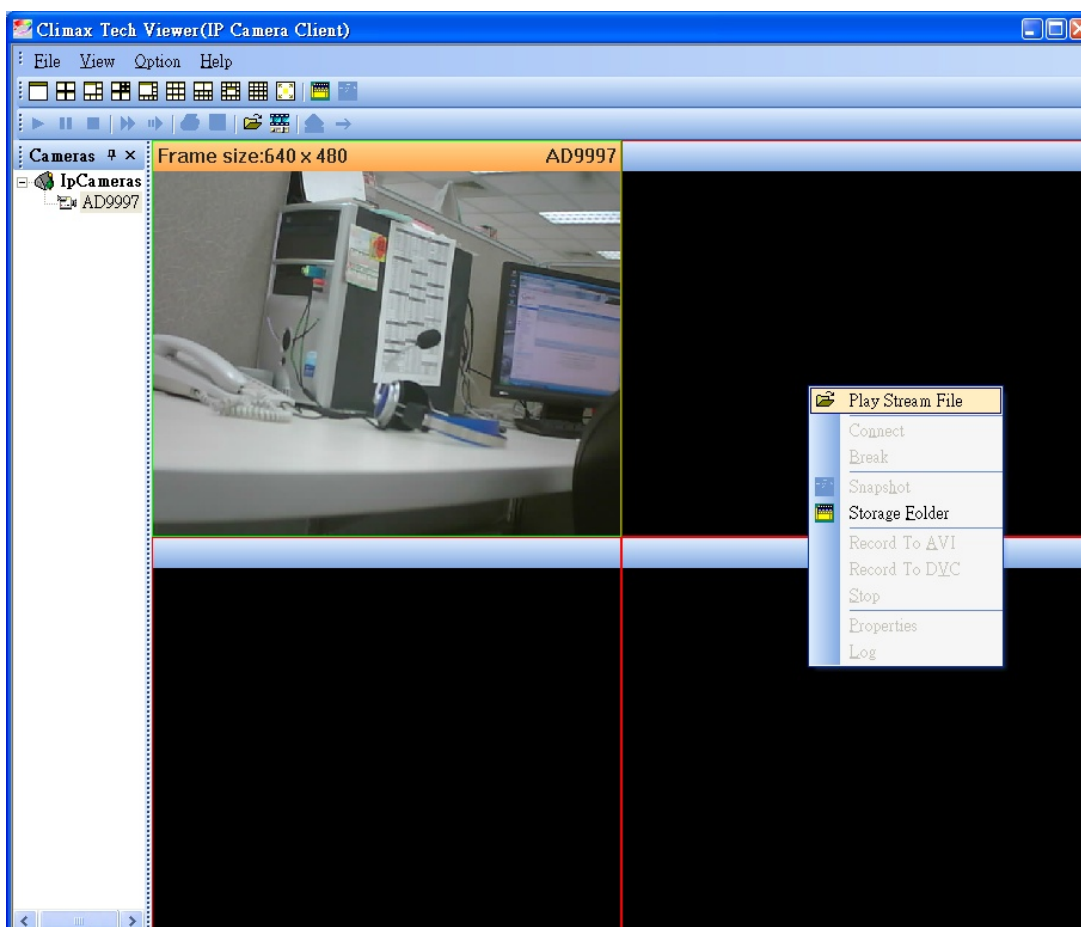 Climax Tech Viewer(IP Camera Client)
File View Option Help
Cameras
Frame size:640 x 480 AD9997
IpCameras
AD9997
Play Stream File
Connect
Break
Snapshot
Storage Folder
Record To AVI
Record To DVC
Stop
Properties
Log